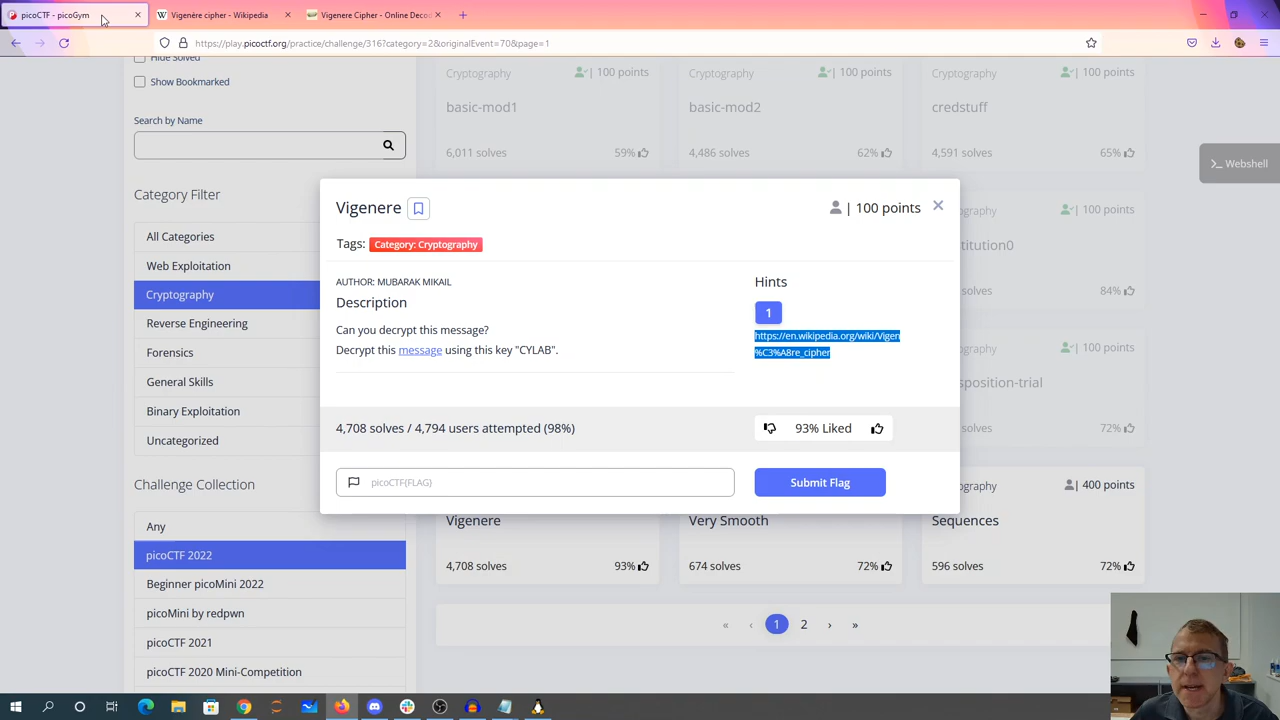 picoCTF - picoGym
Vigenère cipher - Wikipedia
Vigenere Cipher - Online Decod
https://play.picoctf.org/practice/challenge/316?category=2&originalEvent=70&page=1
Hide Solved
Show Bookmarked
Search by Name
Category Filter
All Categories
Web Exploitation
Cryptography
Reverse Engineering
Forensics
General Skills
Binary Exploitation
Uncategorized
Challenge Collection
Any
picoCTF 2022
Beginner picoMini 2022
picoMini by redpwn
picoCTF 2021
picoCTF 2020 Mini-Competition
Cryptography | 100 points
basic-mod1
6,011 solves 59%
Cryptography | 100 points
basic-mod2
4,486 solves 62%
Cryptography | 100 points
credstuff
4,591 solves 65%
>_ Webshell
ography | 100 points
stitution0
solves 84%
ography | 100 points
sposition-trial
solves 72%
Vigenere
| 100 points
Tags: Category: Cryptography
AUTHOR: MUBARAK MIKAIL
Description
Can you decrypt this message?
Decrypt this message using this key "CYLAB".
Hints
1
https://en.wikipedia.org/wiki/Vigen
%C3%A8re_cipher
4,708 solves / 4,794 users attempted (98%)
93% Liked
picoCTF{FLAG}
Submit Flag
Vigenere
4,708 solves 93%
Very Smooth
674 solves 72%
ography | 400 points
Sequences
596 solves 72%
« ‹ 1 2 › »